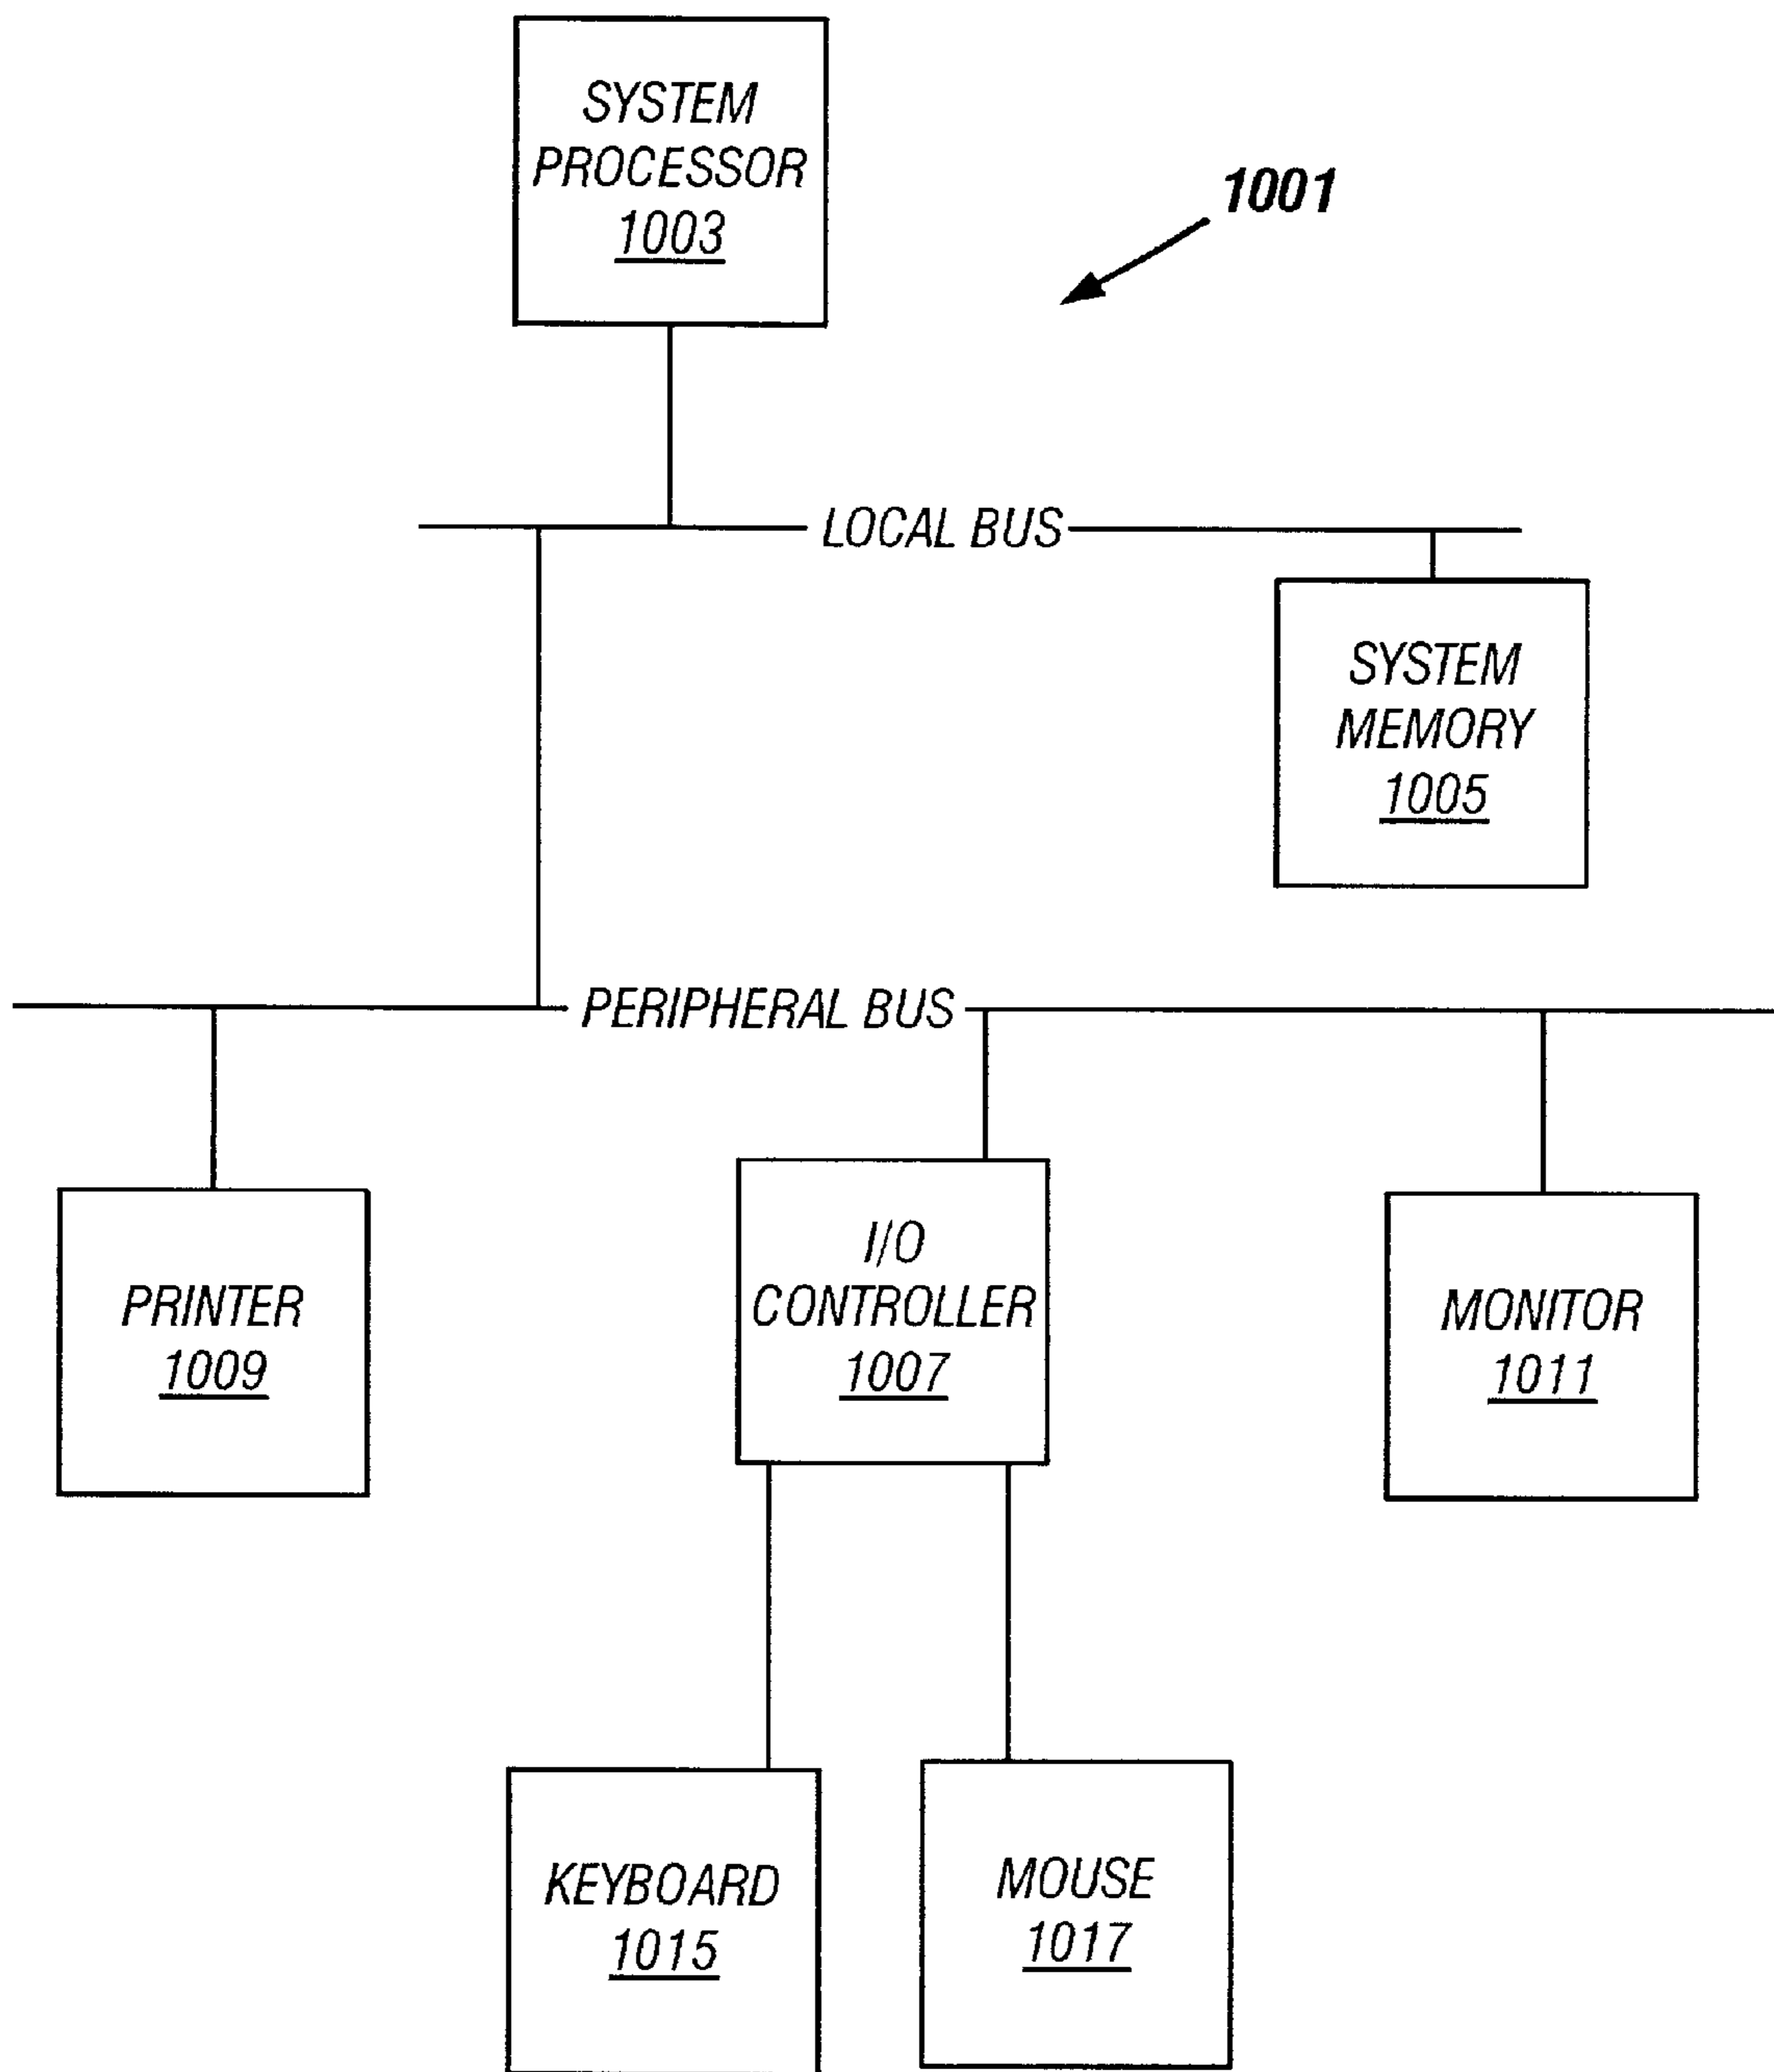 SYSTEM
PROCESSOR
1003
1001
LOCAL BUS
SYSTEM
MEMORY
1005
PERIPHERAL BUS
PRINTER
1009
I/O
CONTROLLER
1007
MONITOR
1011
KEYBOARD
1015
MOUSE
1017